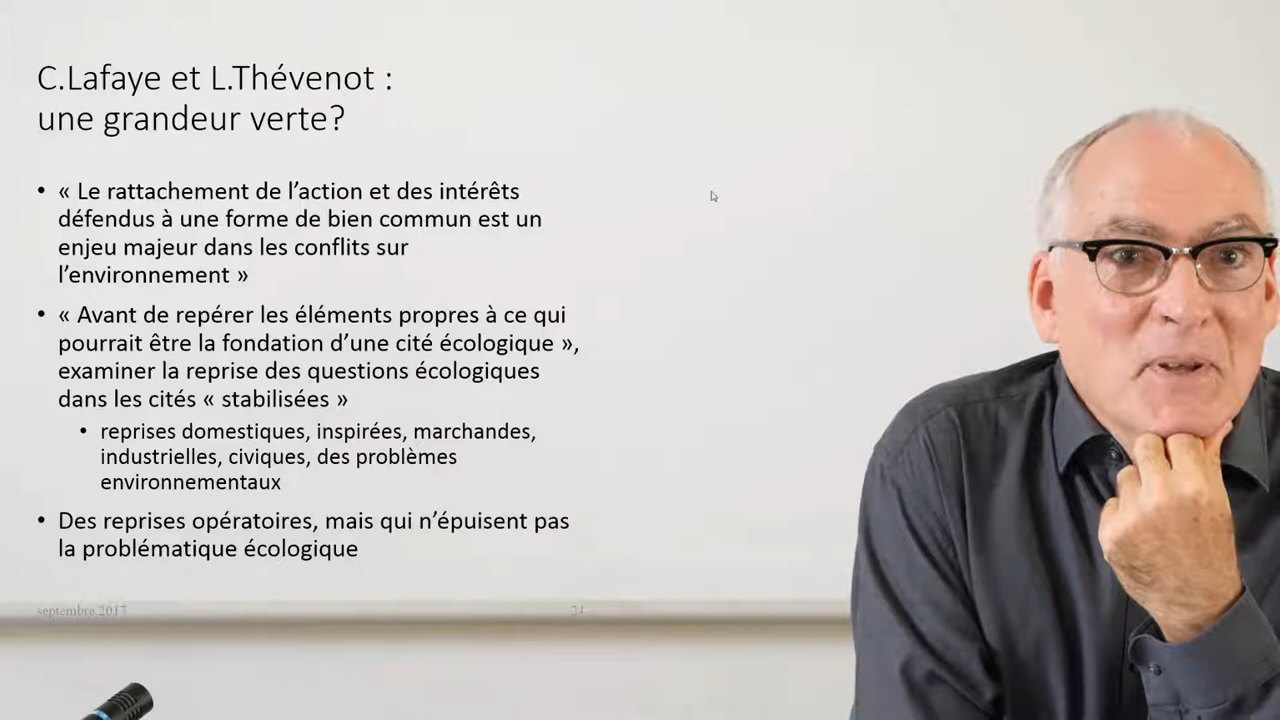 C.Lafaye et L.Thévenot :
une grandeur verte?
• « Le rattachement de l’action et des intérêts
défendus à une forme de bien commun est un
enjeu majeur dans les conflits sur
l’environnement »
• « Avant de repérer les éléments propres à ce qui
pourrait être la fondation d’une cité écologique »,
examiner la reprise des questions écologiques
dans les cités « stabilisées »
• reprises domestiques, inspirées, marchandes,
industrielles, civiques, des problèmes
environnementaux
• Des reprises opératoires, mais qui n’épuisent pas
la problématique écologique
septembre.2017
24